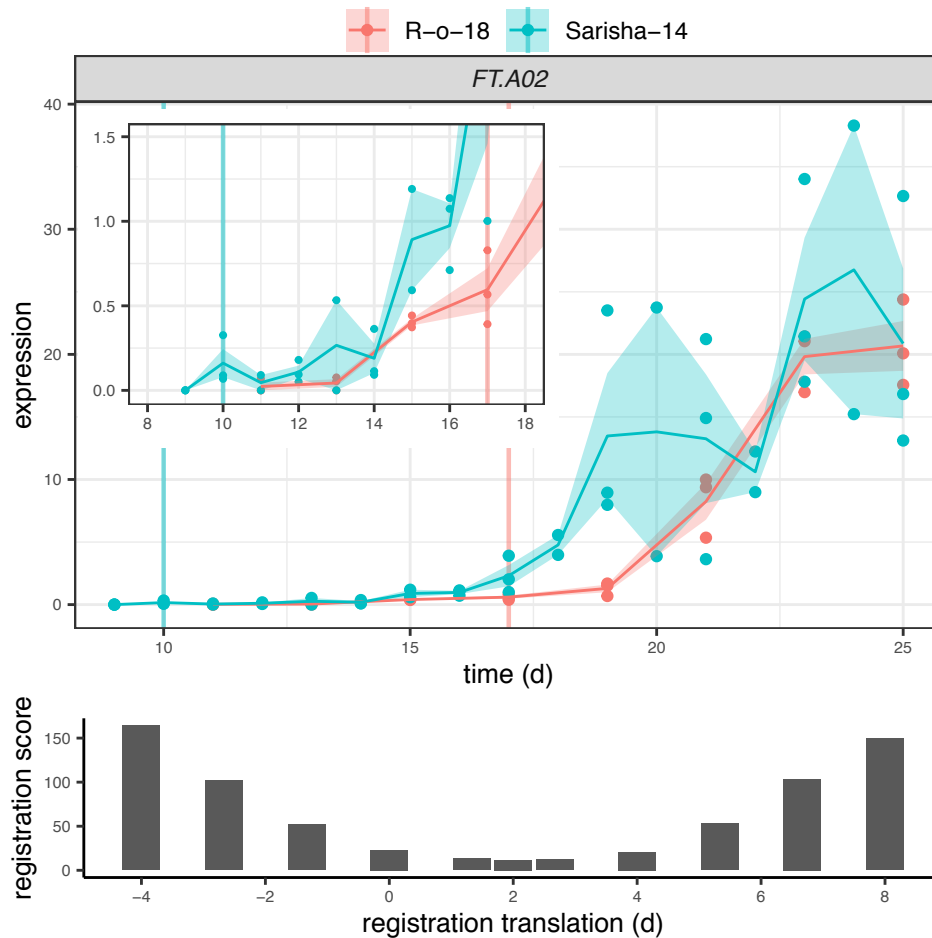 R-o-18 Sarisha-14
FT.A02
40
30
20
10
0
expression
1.5
1.0
0.5
0.0
8 10 12 14 16 18
10 15 20 25
time (d)
registration score
150
100
50
0
-4 -2 0 2 4 6 8
registration translation (d)